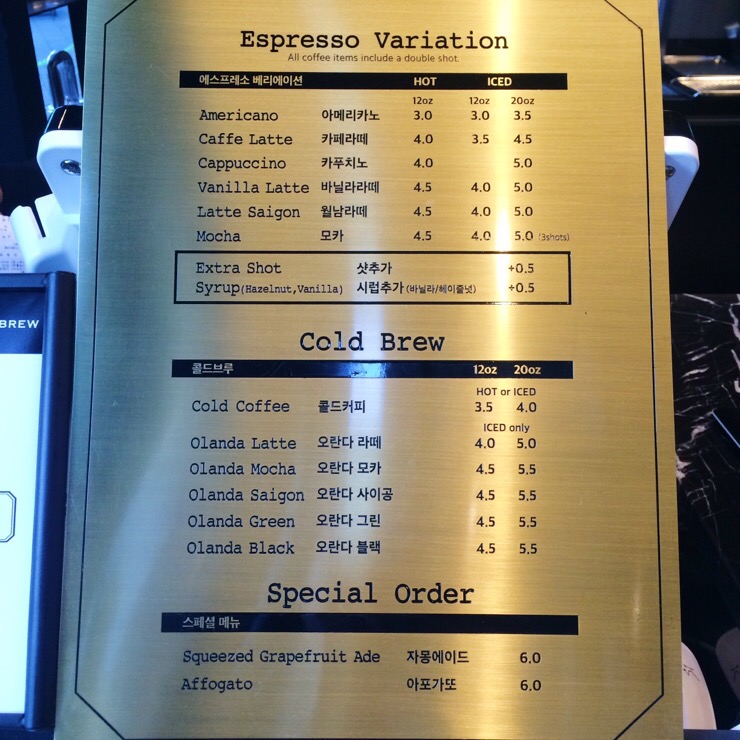 Espresso Variation
All coffee items include a double shot.
에스프레소 베리에이션 HOT ICED
12oz 12oz 20oz
Americano 아메리카노 3.0 3.0 3.5
Caffe Latte 카페라떼 4.0 3.5 4.5
Cappuccino 카푸치노 4.0 5.0
Vanilla Latte 바닐라라떼 4.5 4.0 5.0
Latte Saigon 월남라떼 4.5 4.0 5.0
Mocha 모카 4.5 4.0 5.0 (3shots)
Extra Shot 샷추가 +0.5
Syrup(Hazelnut,Vanilla) 시럽추가(바닐라/헤이즐넛) +0.5
BREW
Cold Brew
콜드브루 12oz 20oz
HOT or ICED
Cold Coffee 콜드커피 3.5 4.0
ICED only
Olanda Latte 오란다 라떼 4.0 5.0
Olanda Mocha 오란다 모카 4.5 5.5
Olanda Saigon 오란다 사이공 4.5 5.5
Olanda Green 오란다 그린 4.5 5.5
Olanda Black 오란다 블랙 4.5 5.5
Special Order
스페셜 메뉴
Squeezed Grapefruit Ade 자몽에이드 6.0
Affogato 아포가또 6.0